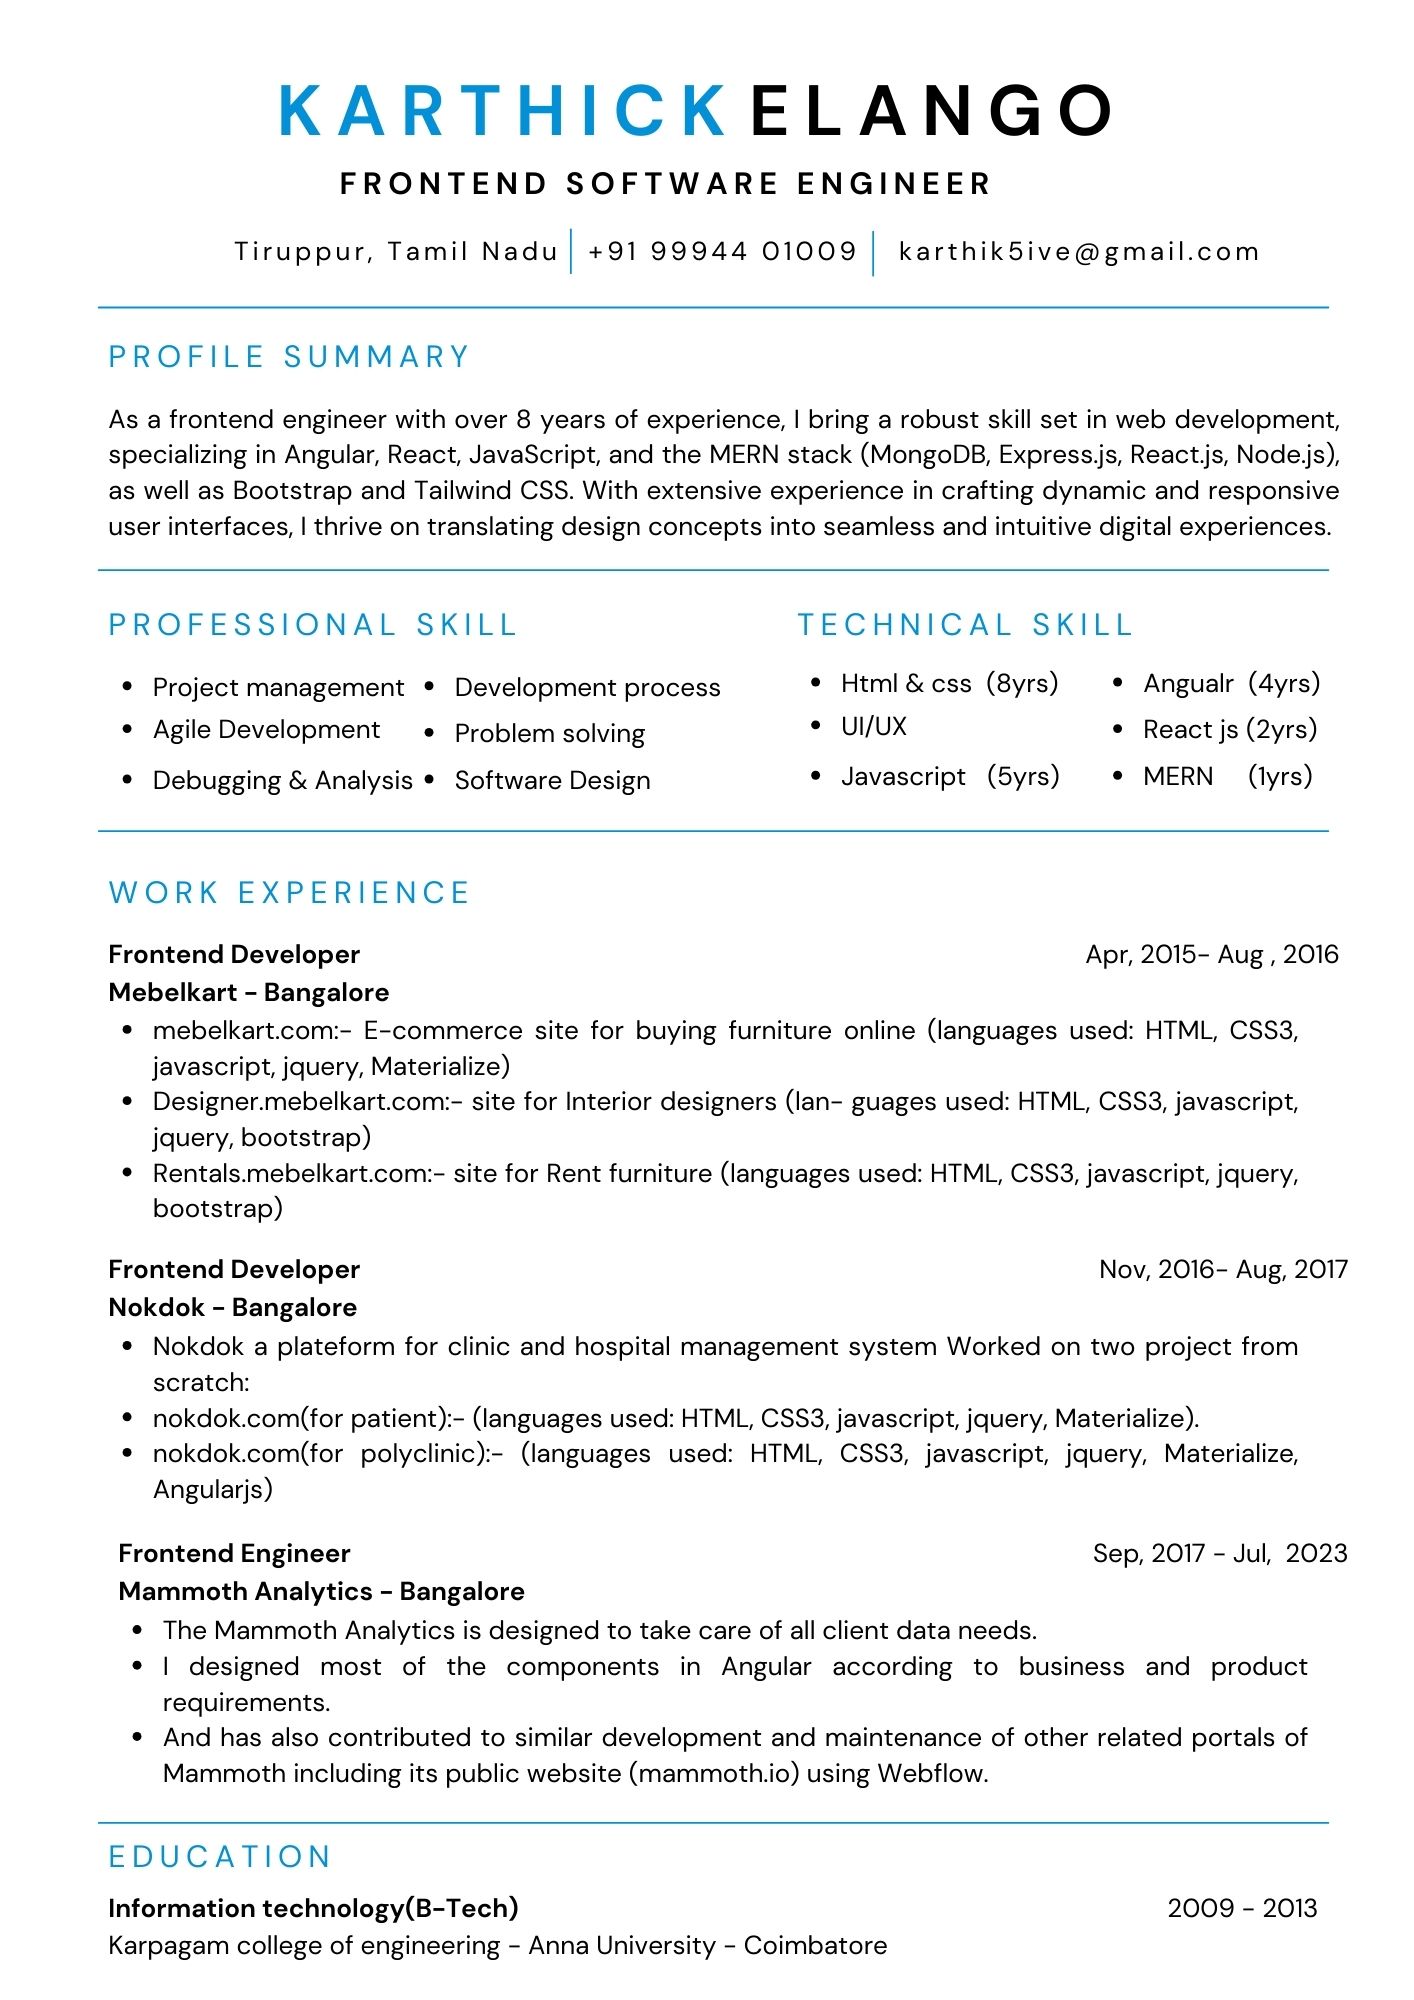 KARTHICK ELANGO
FRONTEND SOFTWARE ENGINEER
Tiruppur, Tamil Nadu +91 99944 01009 karthik5ive@gmail.com
PROFILE SUMMARY
As a frontend engineer with over 8 years of experience, I bring a robust skill set in web development,
specializing in Angular, React, JavaScript, and the MERN stack (MongoDB, Express.js, React.js, Node.js),
as well as Bootstrap and Tailwind CSS. With extensive experience in crafting dynamic and responsive
user interfaces, I thrive on translating design concepts into seamless and intuitive digital experiences.
PROFESSIONAL SKILL
• Project management • Development process
• Agile Development • Problem solving
• Debugging & Analysis • Software Design
TECHNICAL SKILL
• Html & css (8yrs) • Angualr (4yrs)
• UI/UX • React js (2yrs)
• Javascript (5yrs) • MERN (1yrs)
WORK EXPERIENCE
Frontend Developer Apr, 2015- Aug , 2016
Mebelkart - Bangalore
• mebelkart.com:- E-commerce site for buying furniture online (languages used: HTML, CSS3,
javascript, jquery, Materialize)
• Designer.mebelkart.com:- site for Interior designers (lan- guages used: HTML, CSS3, javascript,
jquery, bootstrap)
• Rentals.mebelkart.com:- site for Rent furniture (languages used: HTML, CSS3, javascript, jquery,
bootstrap)
Frontend Developer Nov, 2016- Aug, 2017
Nokdok - Bangalore
• Nokdok a plateform for clinic and hospital management system Worked on two project from
scratch:
• nokdok.com(for patient):- (languages used: HTML, CSS3, javascript, jquery, Materialize).
• nokdok.com(for polyclinic):- (languages used: HTML, CSS3, javascript, jquery, Materialize,
Angularjs)
Frontend Engineer Sep, 2017 - Jul, 2023
Mammoth Analytics - Bangalore
• The Mammoth Analytics is designed to take care of all client data needs.
• I designed most of the components in Angular according to business and product
requirements.
• And has also contributed to similar development and maintenance of other related portals of
Mammoth including its public website (mammoth.io) using Webflow.
EDUCATION
Information technology(B-Tech) 2009 - 2013
Karpagam college of engineering - Anna University - Coimbatore